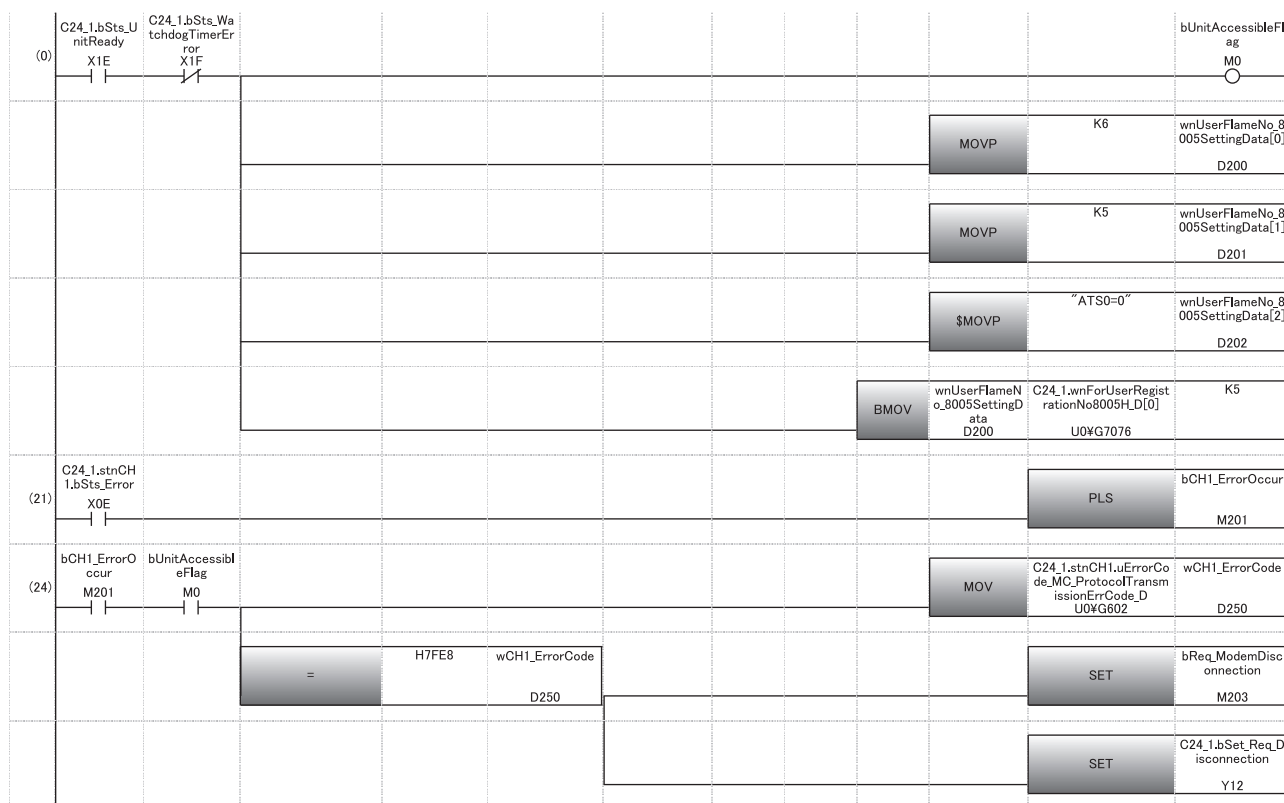 C24_1.bSts_U
nitReady
X1E
C24_1.bSts_Wa
tchdogTimerEr
ror
X1F
bUnitAccessibleFl
ag
M0
(0)
MOVP
K6
wnUserFlameNo_8
005SettingData[0]
D200
MOVP
K5
wnUserFlameNo_8
005SettingData[1]
D201
$MOVP
"ATS0=0"
wnUserFlameNo_8
005SettingData[2]
D202
BMOV
wnUserFlameN
o_8005SettingD
ata
D200
C24_1.wnForUserRegist
rationNo8005H_D[0]
U0¥G7076
K5
(21)
C24_1.stnCH
1.bSts_Error
X0E
PLS
bCH1_ErrorOccur
M201
(24)
bCH1_ErrorO
ccur
M201
bUnitAccessibl
eFlag
M0
MOV
C24_1.stnCH1.uErrorCo
de_MC_ProtocolTransm
issionErrCode_D
U0¥G602
wCH1_ErrorCode
D250
=
H7FE8
wCH1_ErrorCode
D250
SET
bReq_ModemDisc
onnection
M203
SET
C24_1.bSet_Req_D
isconnection
Y12